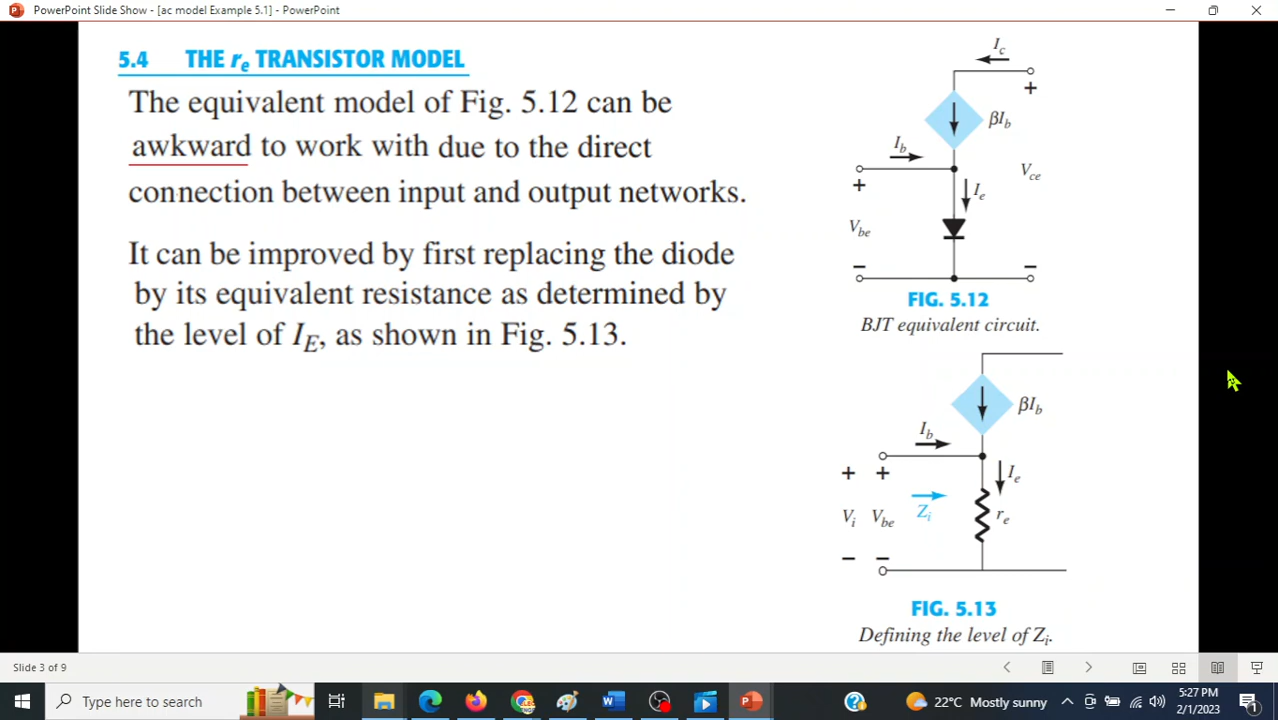 PowerPoint Slide Show - [ac model Example 5.1] - PowerPoint
5.4 THE re TRANSISTOR MODEL
The equivalent model of Fig. 5.12 can be
awkward to work with due to the direct
connection between input and output networks.
It can be improved by first replacing the diode
by its equivalent resistance as determined by
the level of IE, as shown in Fig. 5.13.
Ic
+
βIb
Ib
+
Vce
Ie
Vbe
– –
FIG. 5.12
BJT equivalent circuit.
βIb
Ib
+ +
Ie
Vi Vbe Zi re
– –
FIG. 5.13
Defining the level of Zi.
Slide 3 of 9
Type here to search
22°C Mostly sunny
5:27 PM
2/1/2023
1